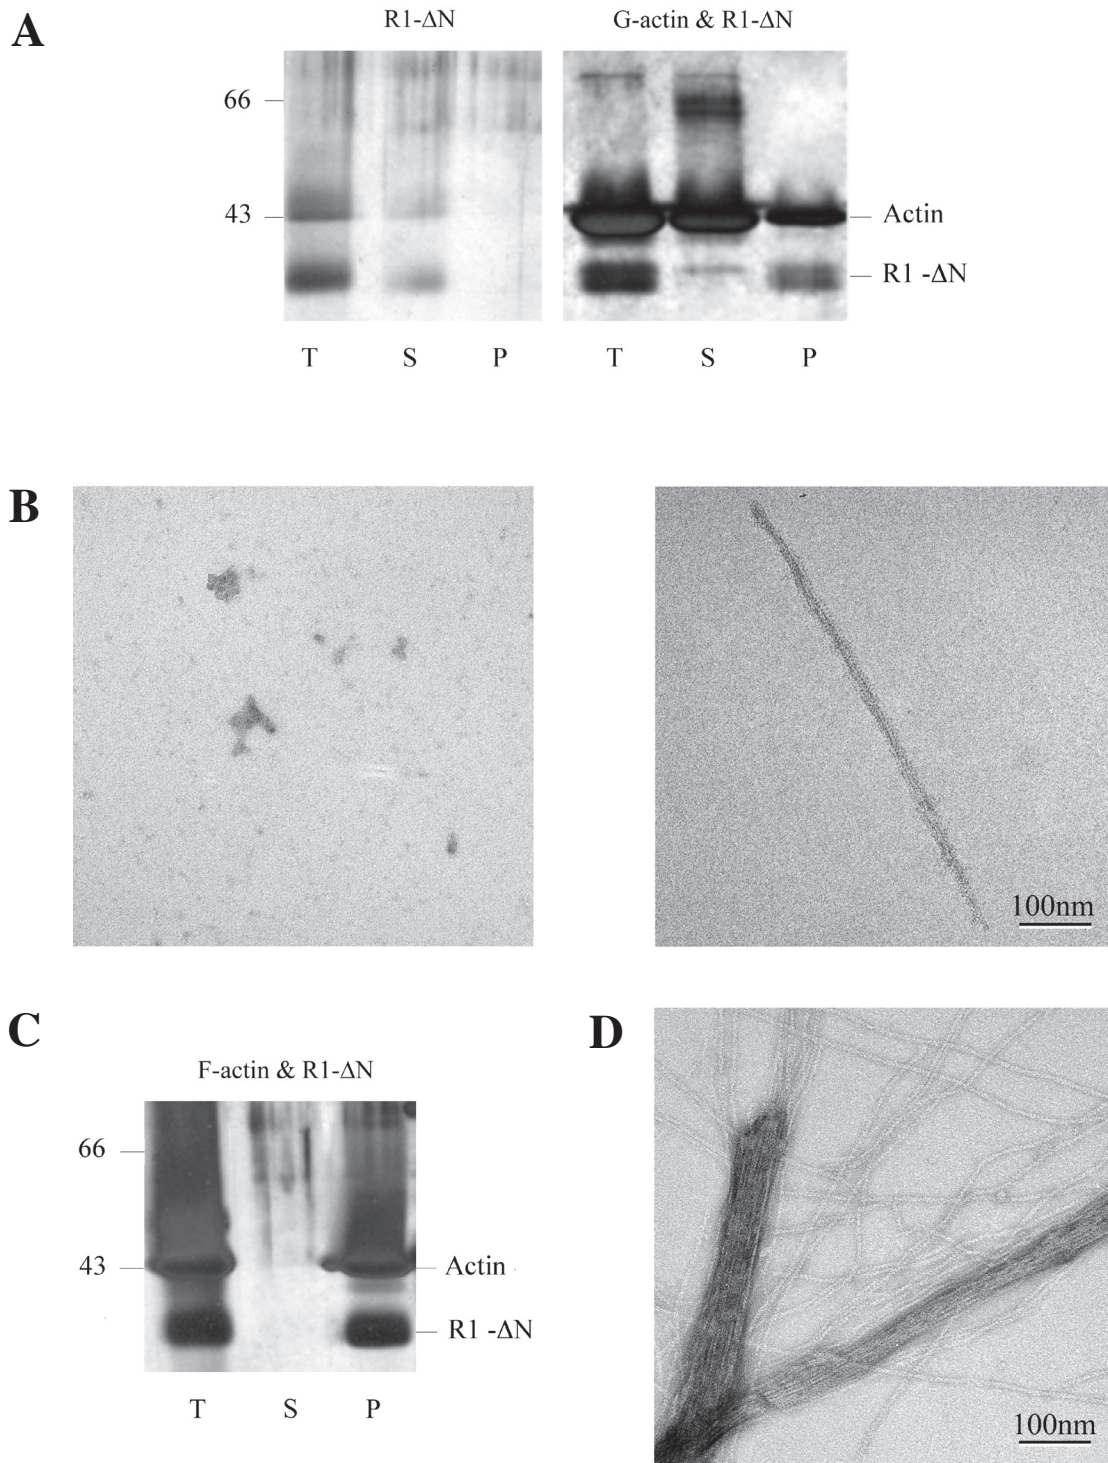 A
R1-ΔN
G-actin & R1-ΔN
66
43
Actin
R1 -ΔN
T S P T S P
B
100nm
C
D
F-actin & R1-ΔN
66
43
Actin
R1 -ΔN
T S P
100nm